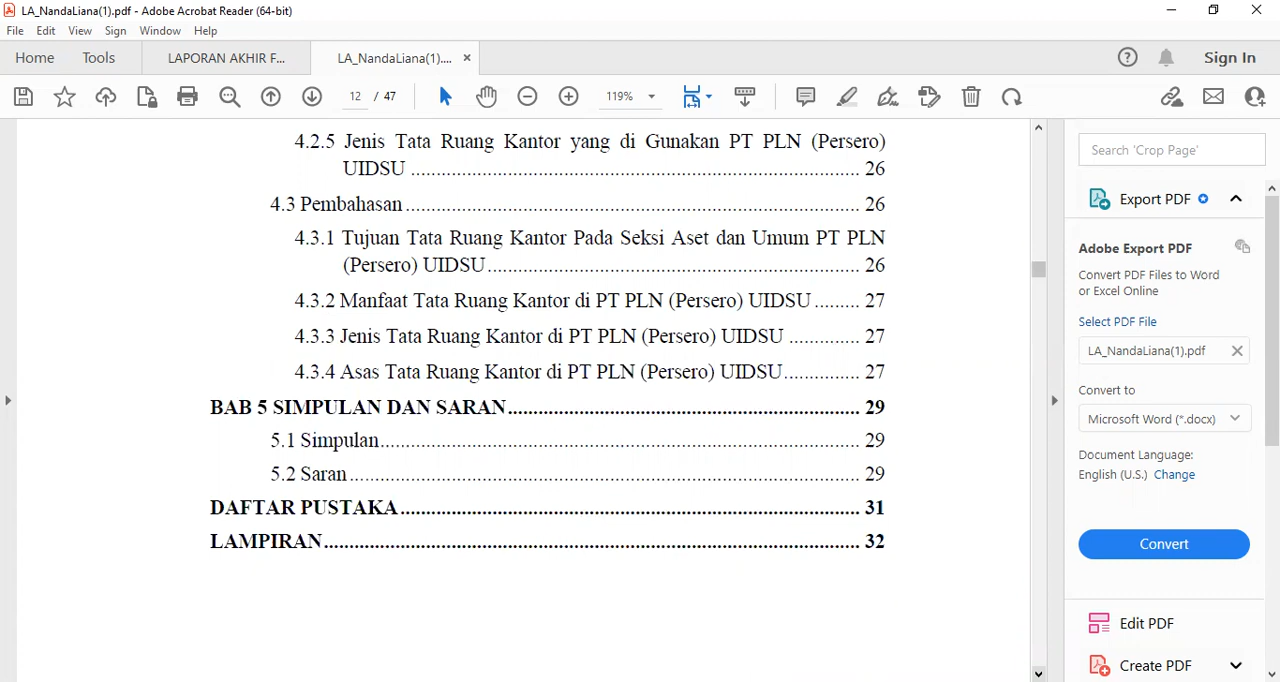 LA_NandaLiana(1).pdf - Adobe Acrobat Reader (64-bit)
File Edit View Sign Window Help
Home Tools LAPORAN AKHIR F... LA_NandaLiana(1).... × Sign In
12 / 47 119%
4.2.5 Jenis Tata Ruang Kantor yang di Gunakan PT PLN (Persero)
UIDSU ........................................ 26
4.3 Pembahasan ........................................ 26
4.3.1 Tujuan Tata Ruang Kantor Pada Seksi Aset dan Umum PT PLN
(Persero) UIDSU ........................................ 26
4.3.2 Manfaat Tata Ruang Kantor di PT PLN (Persero) UIDSU ......... 27
4.3.3 Jenis Tata Ruang Kantor di PT PLN (Persero) UIDSU ............. 27
4.3.4 Asas Tata Ruang Kantor di PT PLN (Persero) UIDSU.............. 27
BAB 5 SIMPULAN DAN SARAN ........................................ 29
5.1 Simpulan ........................................ 29
5.2 Saran ........................................ 29
DAFTAR PUSTAKA ........................................ 31
LAMPIRAN ........................................ 32
Search 'Crop Page'
Export PDF
Adobe Export PDF
Convert PDF Files to Word
or Excel Online
Select PDF File
LA_NandaLiana(1).pdf
Convert to
Microsoft Word (*.docx)
Document Language:
English (U.S.) Change
Convert
Edit PDF
Create PDF